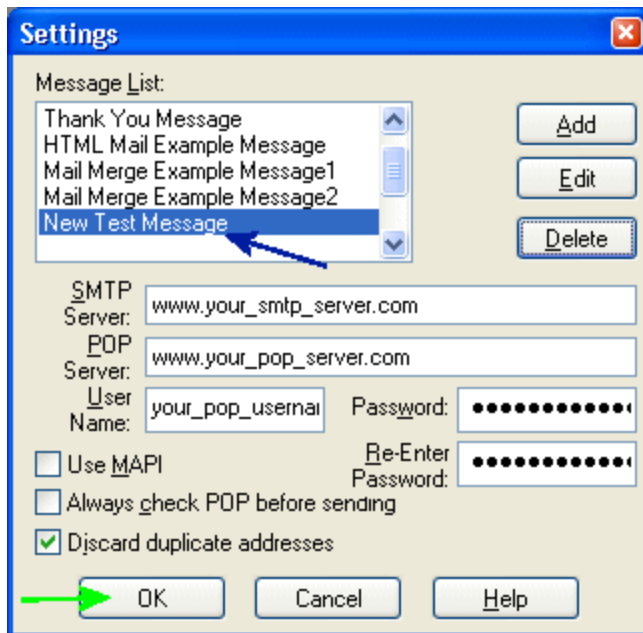 Settings
Message List:
Thank You Message
HTML Mail Example Message
Mail Merge Example Message1
Mail Merge Example Message2
New Test Message
Add
Edit
Delete
SMTP
Server:
www.your_smtp_server.com
POP
Server:
www.your_pop_server.com
User
Name:
your_pop_usernai
Password:
●●●●●●●●●●●●
Re-Enter
Password:
●●●●●●●●●●●●
Use MAPI
Always check POP before sending
Discard duplicate addresses
OK Cancel Help